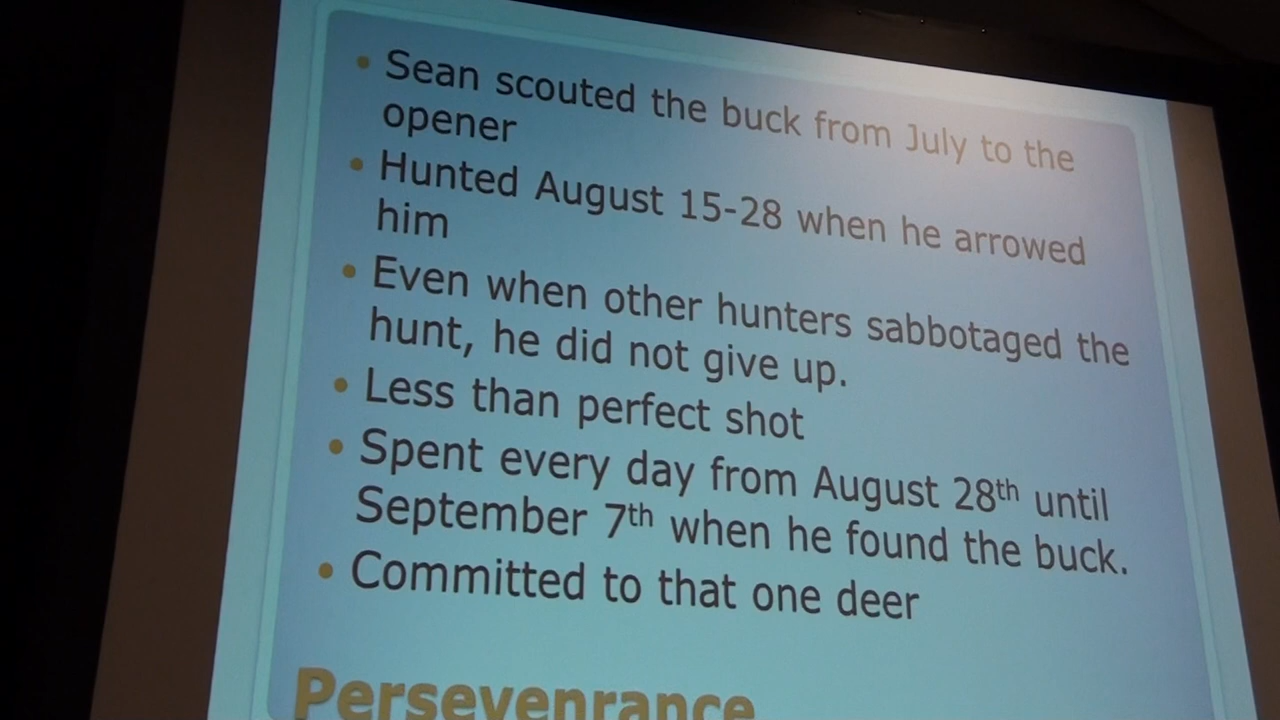 • Sean scouted the buck from July to the
opener
• Hunted August 15-28 when he arrowed
him
• Even when other hunters sabbotaged the
hunt, he did not give up.
• Less than perfect shot
• Spent every day from August 28th until
September 7th when he found the buck.
• Committed to that one deer
Persevenrance